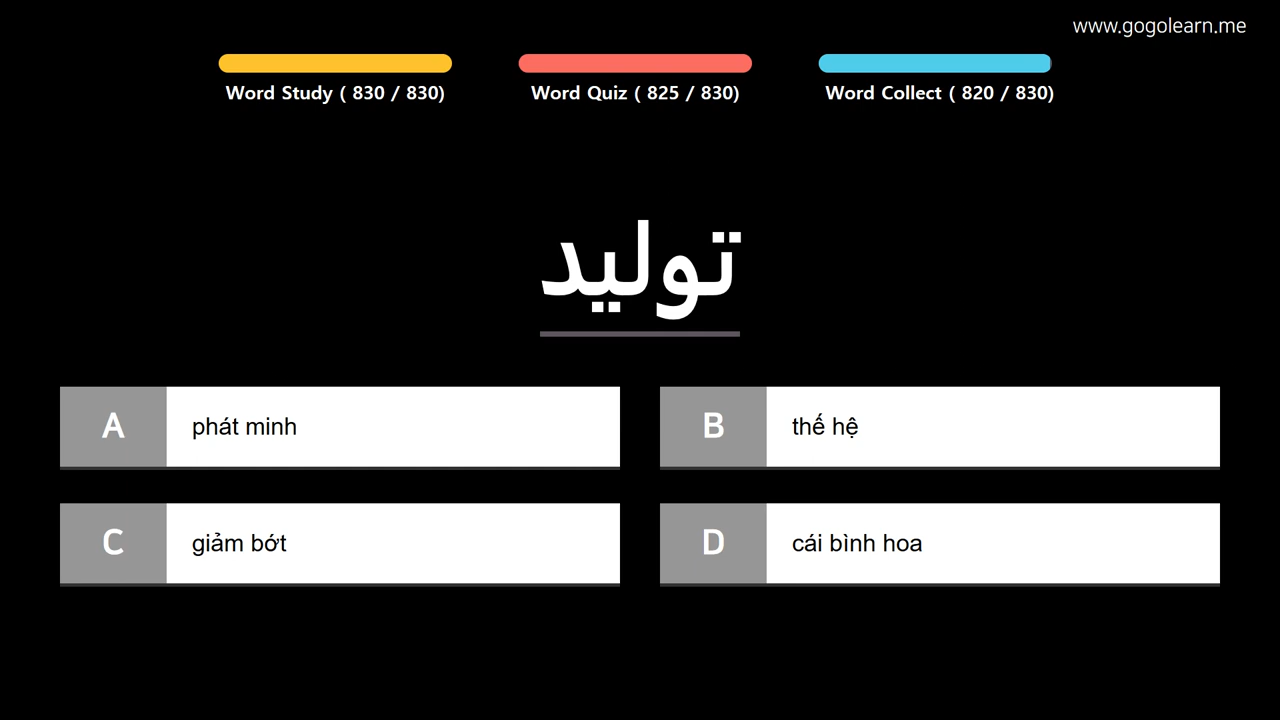 www.gogolearn.me
Word Study ( 830 / 830)
Word Quiz ( 825 / 830)
Word Collect ( 820 / 830)
تولید
A phát minh
B thế hệ
C giảm bớt
D cái bình hoa